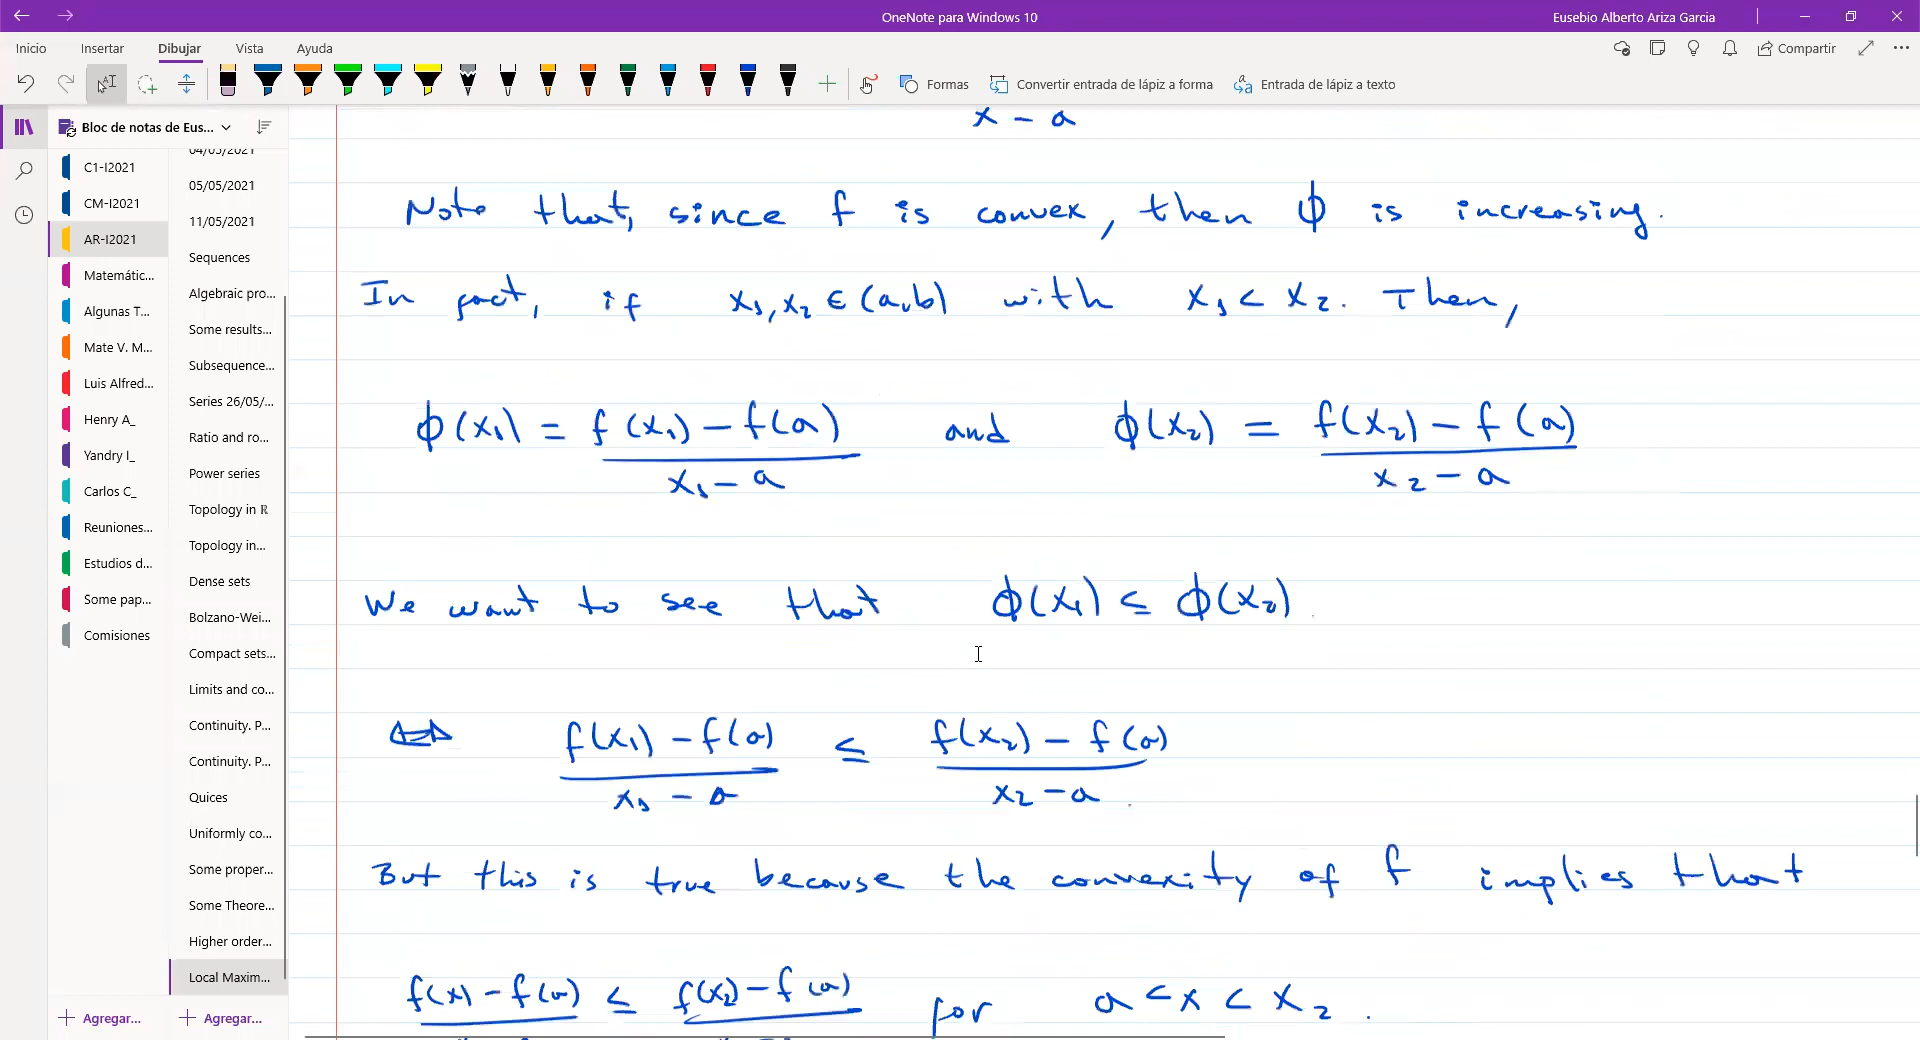 OneNote para Windows 10
Eusebio Alberto Ariza Garcia
Inicio
Insertar
Dibujar
Vista
Ayuda
Compartir
Formas
Convertir entrada de lápiz a forma
Entrada de lápiz a texto
Bloc de notas de Eus...
C1-I2021
CM-I2021
AR-I2021
Matemátic...
Algunas T...
Mate V. M...
Luis Alfred...
Henry A_
Yandry I_
Carlos C_
Reuniones...
Estudios d...
Some pap...
Comisiones
Agregar...
04/05/2021
05/05/2021
11/05/2021
Sequences
Algebraic pro...
Some results...
Subsequence...
Series 26/05/...
Ratio and ro...
Power series
Topology in ℝ
Topology in...
Dense sets
Bolzano-Wei...
Compact sets...
Limits and co...
Continuity. P...
Continuity. P...
Quices
Uniformly co...
Some proper...
Some Theore...
Higher order...
Local Maxim...
Agregar...
x - a
Note that, since f is convex, then ϕ is increasing.
In fact, if x₁, x₂ ∈ (a,b) with x₁ < x₂. Then,
ϕ(x₁) = f(x₁) - f(a) and ϕ(x₂) = f(x₂) - f(a)
x₁ - a x₂ - a
We want to see that ϕ(x₁) ≤ ϕ(x₂).
⟺ f(x₁) - f(a) ≤ f(x₂) - f(a)
x₁ - a x₂ - a .
But this is true because the convexity of f implies that
f(x) - f(a) ≤ f(x₂) - f(a) for a < x < x₂ .